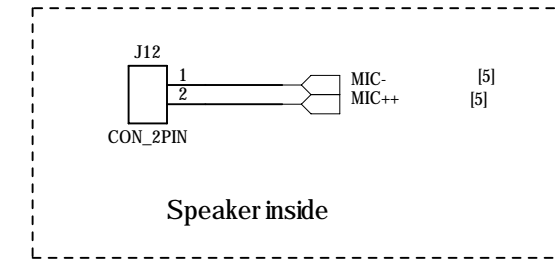 J12
1 MIC- [5]
2 MIC++ [5]
CON_2PIN
Speaker inside